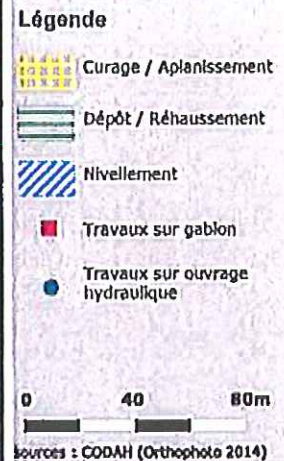 Légende
Curage / Aplanissement
Dépôt / Réhaussement
Nivellement
Travaux sur gabion
Travaux sur ouvrage
hydraulique
0 40 80m
sources : CODAH (Orthophoto 2014)